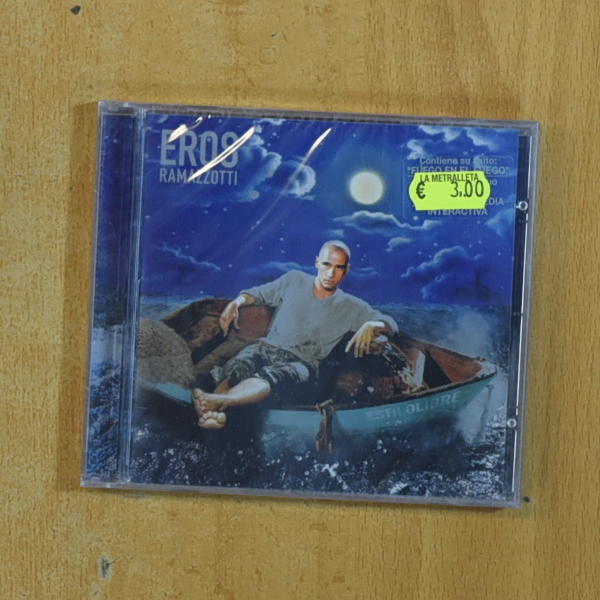 EROS
RAMAZZOTTI
Contiene su éxito:
"FUEGO EN EL FUEGO"
LA METRALLETA
€ 3.00
INTERACTIVA
ESTILOLIBRE